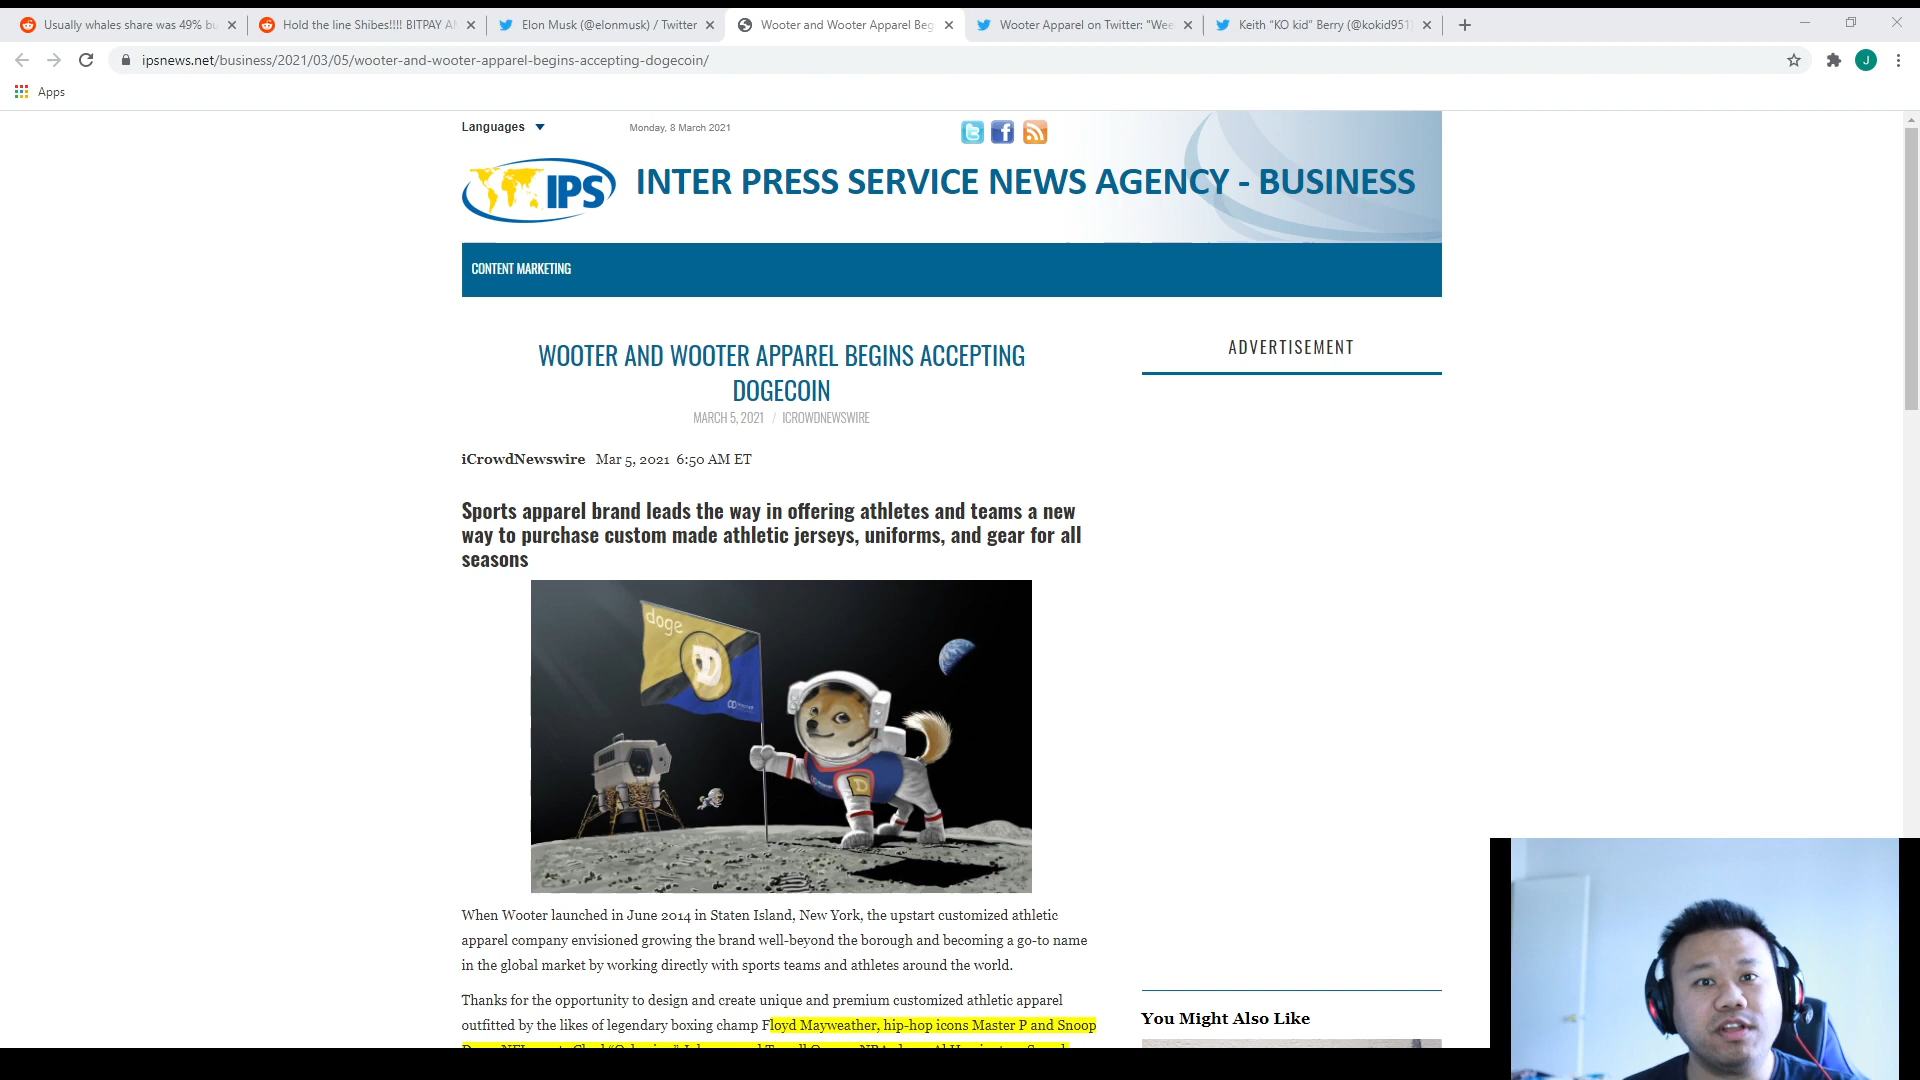 Usually whales share was 49% bu
Hold the line Shibes!!!! BITPAY A
Elon Musk (@elonmusk) / Twitter
Wooter and Wooter Apparel Beg
Wooter Apparel on Twitter: "Wee
Keith "KO kid" Berry (@kokid951)
ipsnews.net/business/2021/03/05/wooter-and-wooter-apparel-begins-accepting-dogecoin/
J
Apps
Languages
Monday, 8 March 2021
IPS
INTER PRESS SERVICE NEWS AGENCY - BUSINESS
CONTENT MARKETING
WOOTER AND WOOTER APPAREL BEGINS ACCEPTING
DOGECOIN
MARCH 5, 2021 / ICROWDNEWSWIRE
ADVERTISEMENT
iCrowdNewswire Mar 5, 2021 6:50 AM ET
Sports apparel brand leads the way in offering athletes and teams a new
way to purchase custom made athletic jerseys, uniforms, and gear for all
seasons
doge
D
D
When Wooter launched in June 2014 in Staten Island, New York, the upstart customized athletic
apparel company envisioned growing the brand well-beyond the borough and becoming a go-to name
in the global market by working directly with sports teams and athletes around the world.
Thanks for the opportunity to design and create unique and premium customized athletic apparel
outfitted by the likes of legendary boxing champ Floyd Mayweather, hip-hop icons Master P and Snoop
You Might Also Like